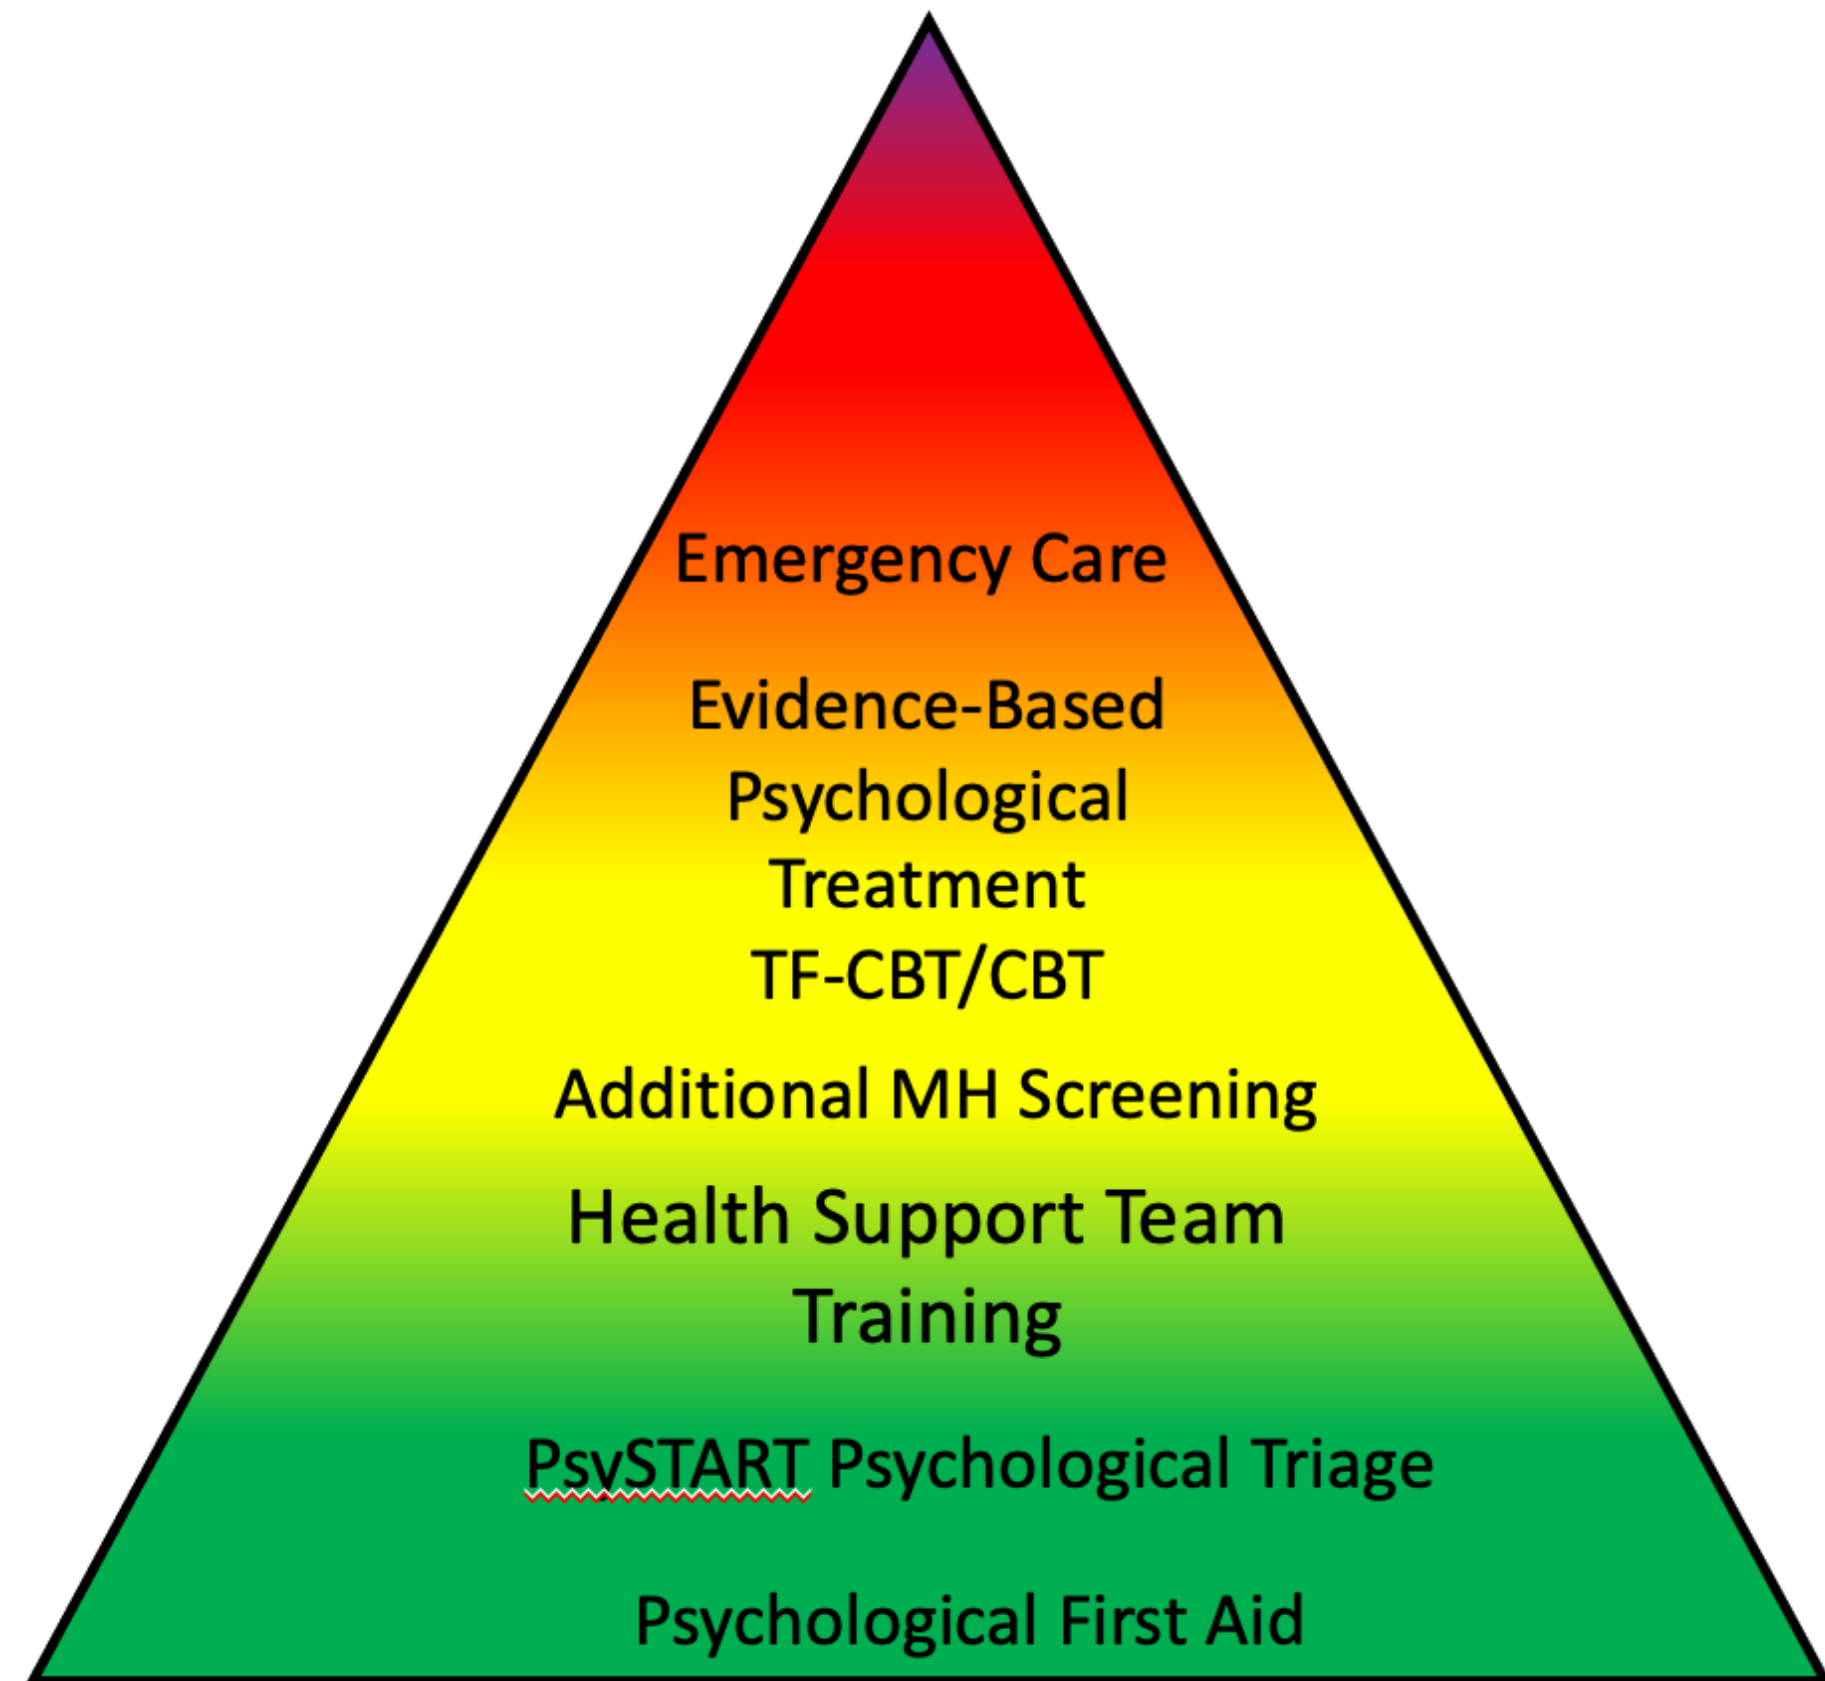 Emergency Care
Evidence-Based
Psychological
Treatment
TF-CBT/CBT
Additional MH Screening
Health Support Team
Training
PsySTART Psychological Triage
Psychological First Aid